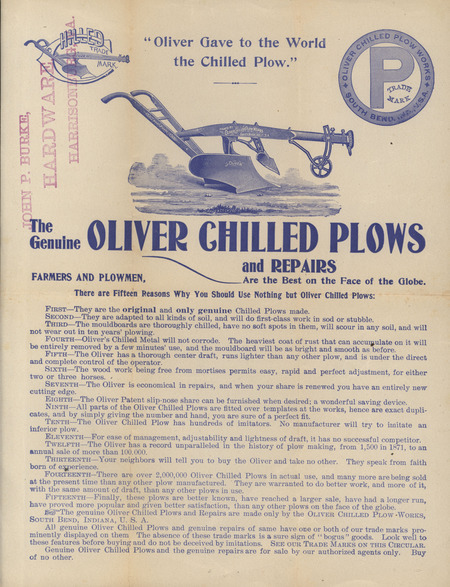 CHILLED
TRADE
MARK
"Oliver Gave to the World
the Chilled Plow."
OLIVER CHILLED PLOW WORKS
P
TRADE
MARK
SOUTH BEND, IND., U.S.A.
JOHN P. BURKE,
HARDWARE
The
Genuine
OLIVER CHILLED PLOWS
and REPAIRS
FARMERS AND PLOWMEN,
Are the Best on the Face of the Globe.
There are Fifteen Reasons Why You Should Use Nothing but Oliver Chilled Plows:
FIRST—They are the original and only genuine Chilled Plows made.
SECOND—They are adapted to all kinds of soil, and will do first-class work in sod or stubble.
THIRD—The mouldboards are thoroughly chilled, have no soft spots in them, will scour in any soil, and will
not wear out in ten years' plowing.
FOURTH—Oliver's Chilled Metal will not corrode. The heaviest coat of rust that can accumulate on it will
be entirely removed by a few minutes' use, and the mouldboard will be as bright and smooth as before.
FIFTH—The Oliver has a thorough center draft, runs lighter than any other plow, and is under the direct
and complete control of the operator.
SIXTH—The wood work being free from mortises permits easy, rapid and perfect adjustment, for either
two or three horses.
SEVENTH—The Oliver is economical in repairs, and when your share is renewed you have an entirely new
cutting edge.
EIGHTH—The Oliver Patent slip-nose share can be furnished when desired; a wonderful saving device.
NINTH—All parts of the Oliver Chilled Plows are fitted over templates at the works, hence are exact dupli-
cates, and by simply giving the number and hand, you are sure of a perfect fit.
TENTH—The Oliver Chilled Plow has hundreds of imitators. No manufacturer will try to imitate an
inferior plow.
ELEVENTH—For ease of management, adjustability and lightness of draft, it has no successful competitor.
TWELFTH—The Oliver has a record unparalleled in the history of plow making, from 1,500 in 1871, to an
annual sale of more than 100,000.
THIRTEENTH—Your neighbors will tell you to buy the Oliver and take no other. They speak from faith
born of experience.
FOURTEENTH—There are over 2,000,000 Oliver Chilled Plows in actual use, and many more are being sold
at the present time than any other plow manufactured. They are warranted to do better work, and more of it,
with the same amount of draft, than any other plows in use.
FIFTEENTH—Finally, these plows are better known, have reached a larger sale, have had a longer run,
have proved more popular and given better satisfaction, than any other plows on the face of the globe.
The genuine Oliver Chilled Plows and Repairs are made only by the OLIVER CHILLED PLOW-WORKS,
SOUTH BEND, INDIANA, U. S. A.
All genuine Oliver Chilled Plows and genuine repairs of same have one or both of our trade marks pro-
minently displayed on them The absence of these trade marks is a sure sign of "bogus" goods. Look well to
these features before buying and do not be deceived by imitations. SEE OUR TRADE MARKS ON THIS CIRCULAR.
Genuine Oliver Chilled Plows and the genuine repairs are for sale by our authorized agents only. Buy
of no other.